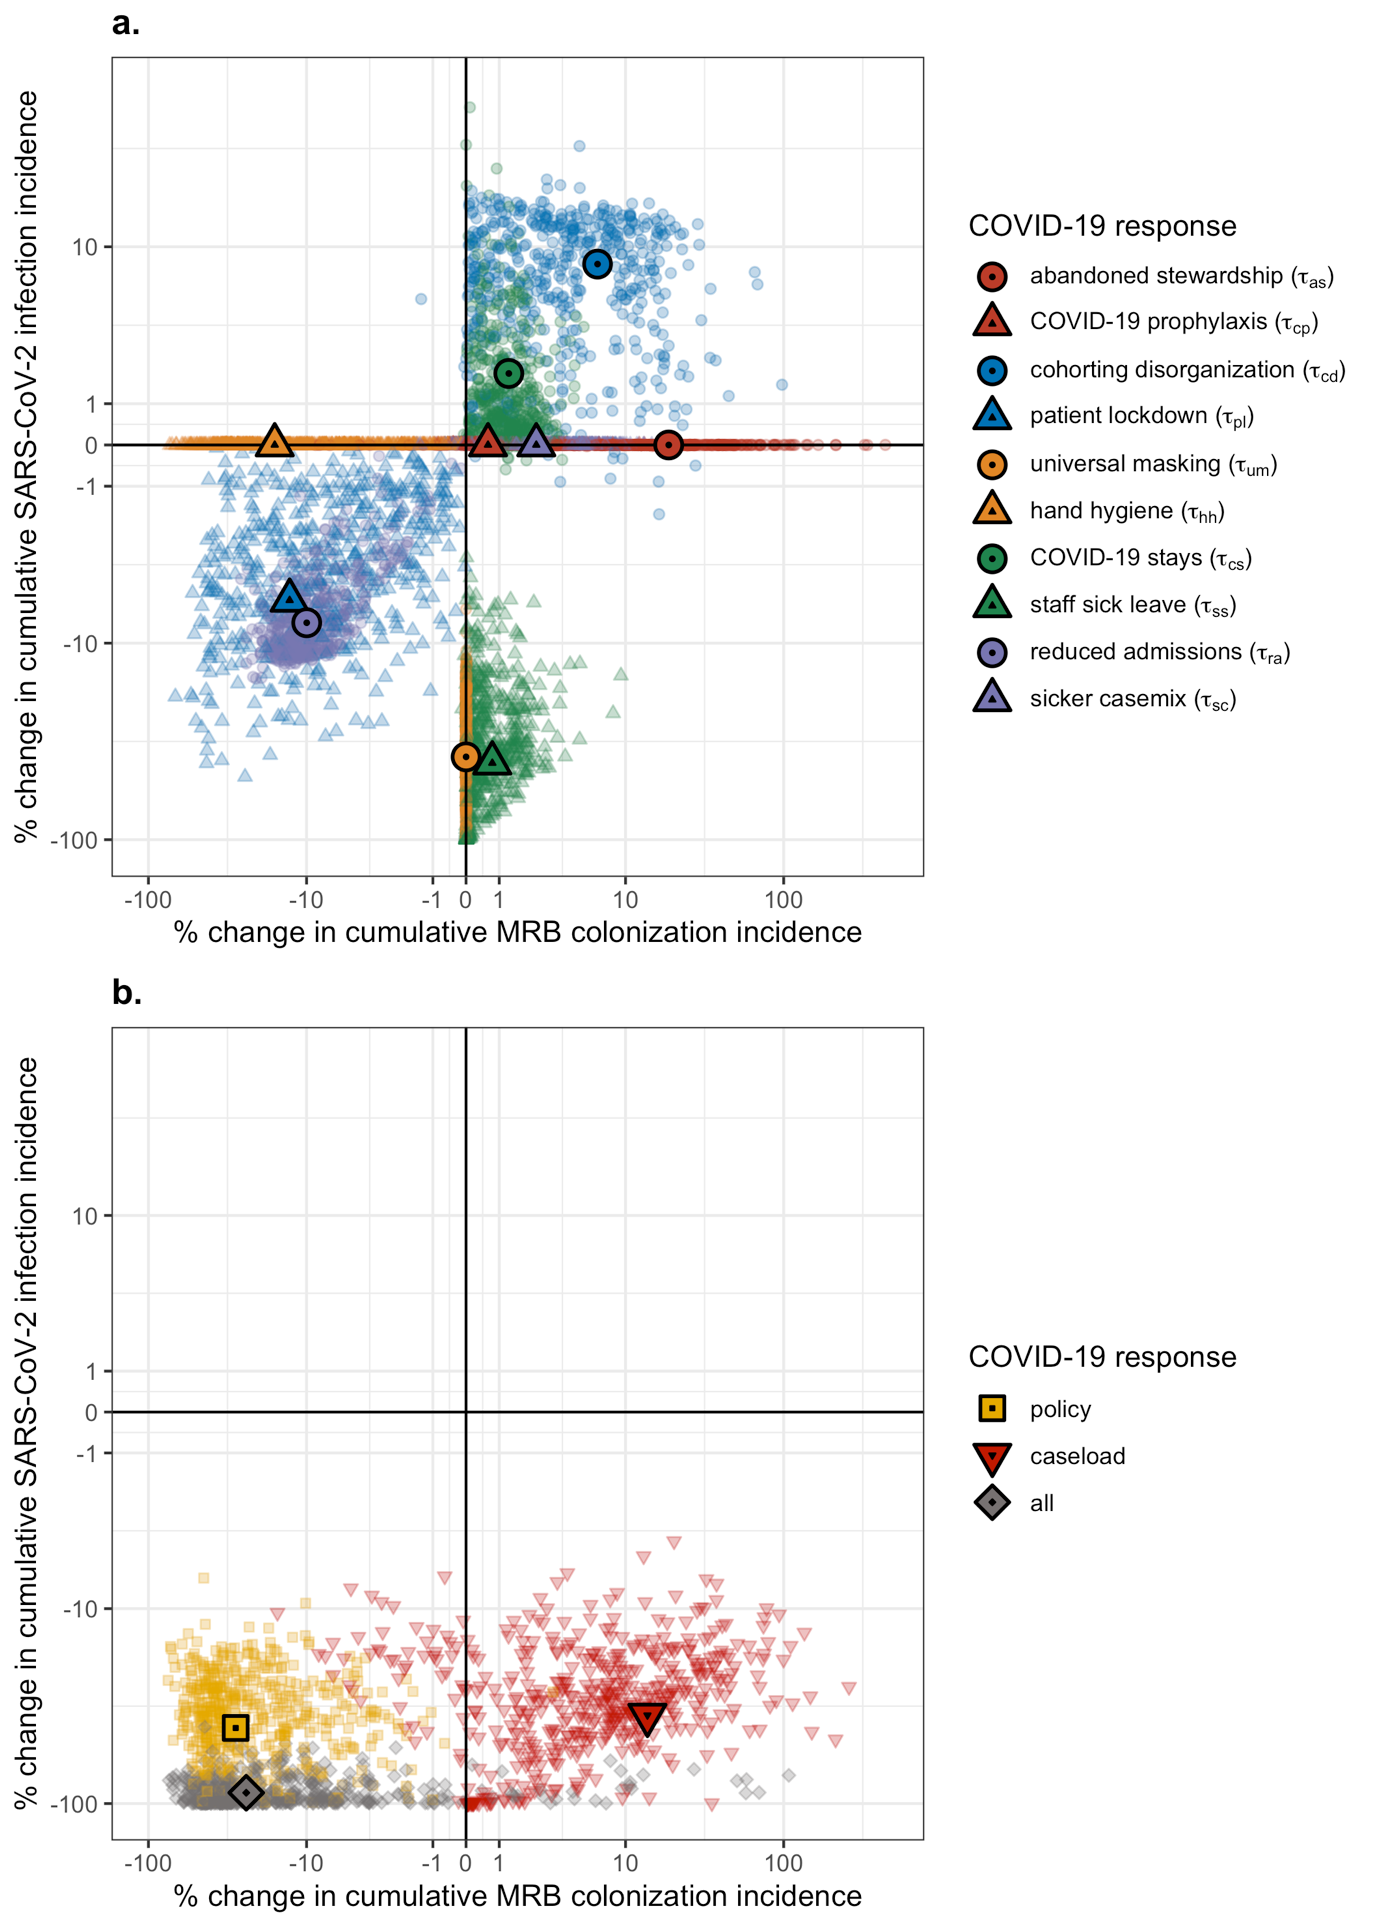 a.
% change in cumulative SARS-CoV-2 infection incidence
10
1
0
-1
-10
-100
-100
-10
-1
0
1
10
100
% change in cumulative MRB colonization incidence
COVID-19 response
abandoned stewardship (τas)
COVID-19 prophylaxis (τcp)
cohorting disorganization (τcd)
patient lockdown (τpl)
universal masking (τum)
hand hygiene (τhh)
COVID-19 stays (τcs)
staff sick leave (τss)
reduced admissions (τra)
sicker casemix (τsc)
b.
% change in cumulative SARS-CoV-2 infection incidence
10
1
0
-1
-10
-100
-100
-10
-1
0
1
10
100
% change in cumulative MRB colonization incidence
COVID-19 response
policy
caseload
all